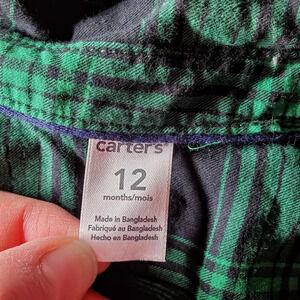 carter's
12
months/mois
Made in Bangladesh
Fabriqué au Bangladesh
Hecho en Bangladesh